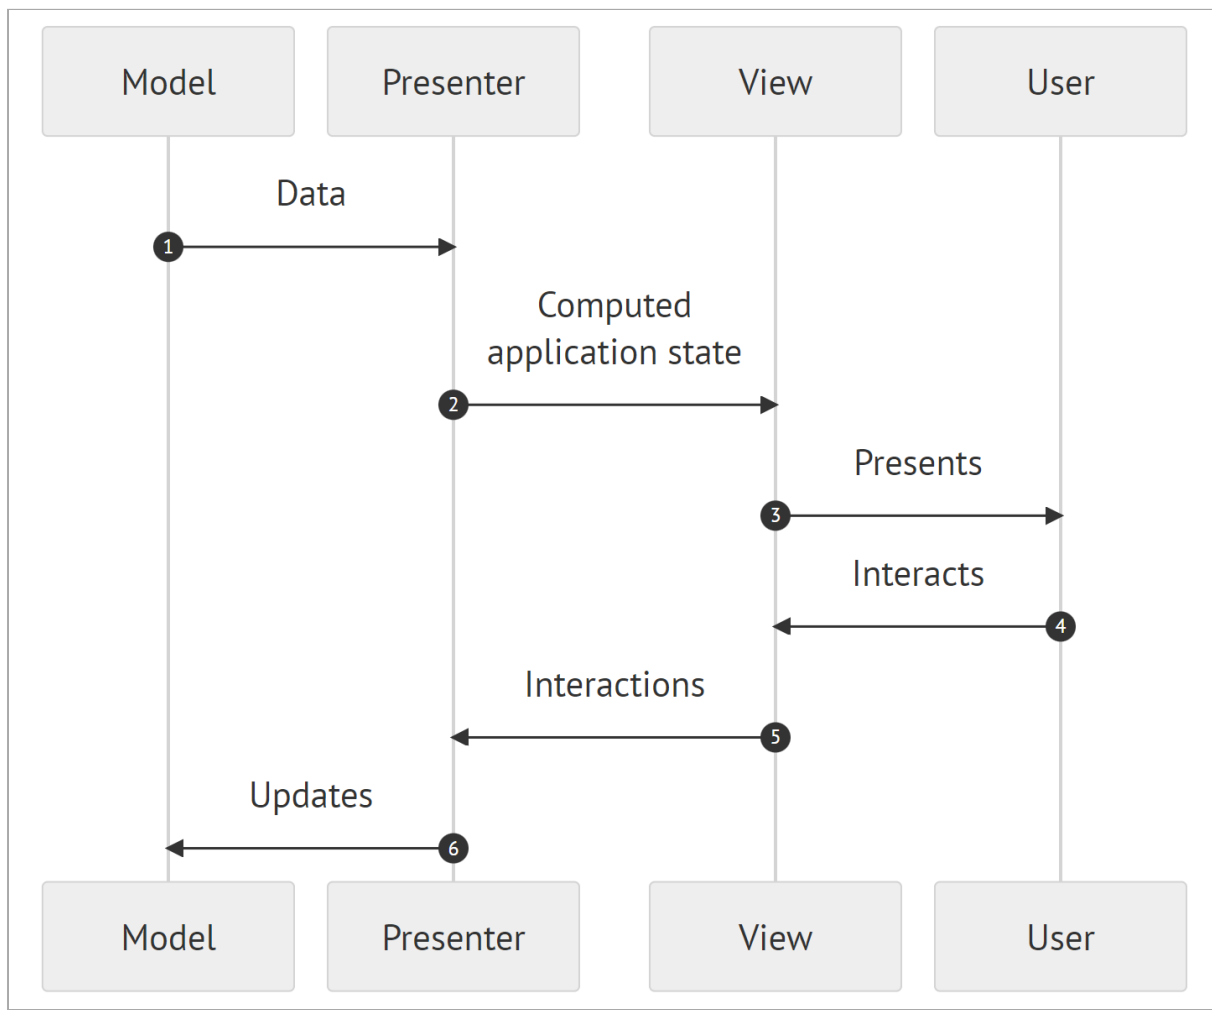 Model
Presenter
View
User
Data
1
Computed
application state
2
Presents
3
Interacts
4
Interactions
5
Updates
6
Model
Presenter
View
User